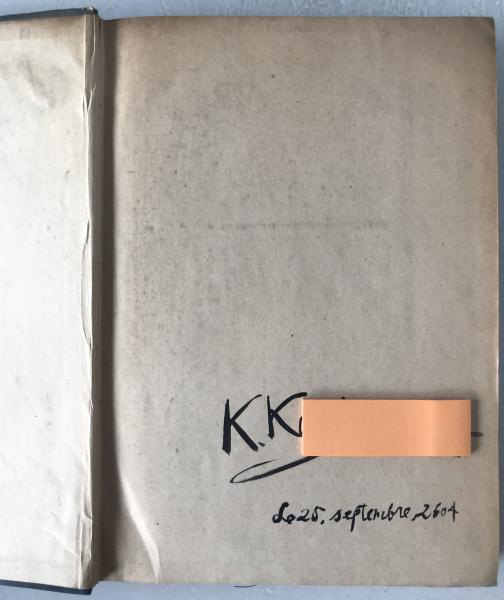 K. K
Le 25, septembre, 2604